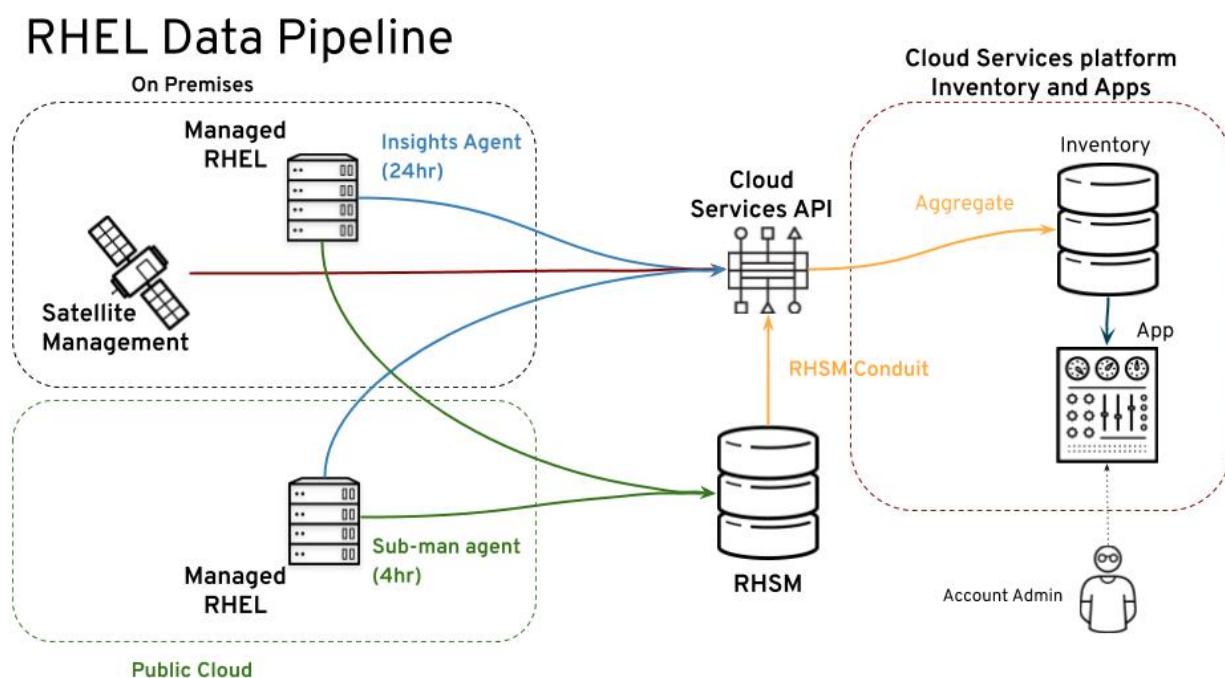 RHEL Data Pipeline
On Premises
Managed
RHEL
Insights Agent
(24hr)
Satellite
Management
Cloud
Services API
Cloud Services platform
Inventory and Apps
Inventory
Aggregate
App
RHSM Conduit
Managed
RHEL
Sub-man agent
(4hr)
RHSM
Account Admin
Public Cloud